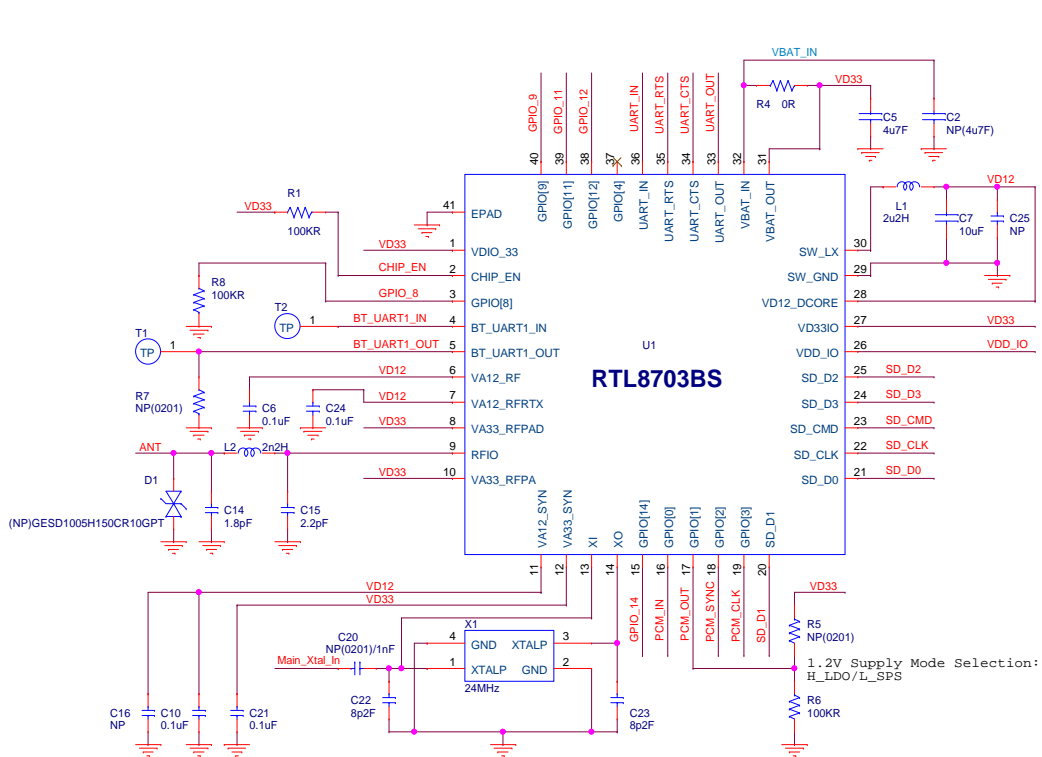 VBAT_IN
GPIO_9
GPIO_11
GPIO_12
UART_IN
UART_RTS
UART_CTS
UART_OUT
R4 0R
VD33
C5
4u7F
C2
NP(4u7F)
40
39
38
37
36
35
34
33
32
31
GPIO[9]
GPIO[11]
GPIO[12]
GPIO[4]
UART_IN
UART_RTS
UART_CTS
UART_OUT
VBAT_IN
VBAT_OUT
R1
VD33
100KR
41 EPAD
VD33 1 VDIO_33
CHIP_EN 2 CHIP_EN
R8
100KR
GPIO_8 3 GPIO[8]
T2
TP 1 BT_UART1_IN 4 BT_UART1_IN
T1
TP 1 BT_UART1_OUT 5 BT_UART1_OUT
VD12 6 VA12_RF
R7
NP(0201)
C6
0.1uF
C24
0.1uF
VD12 7 VA12_RFRTX
VD33 8 VA33_RFPAD
ANT L2 2n2H 9 RFIO
VD33 10 VA33_RFPA
D1
(NP)GESD1005H150CR10GPT
C14
1.8pF
C15
2.2pF
U1
RTL8703BS
L1
2u2H
VD12
C7
10uF
C25
NP
SW_LX 30
SW_GND 29
VD12_DCORE 28
VD33IO 27 VD33
VDD_IO 26 VDD_IO
SD_D2 25 SD_D2
SD_D3 24 SD_D3
SD_CMD 23 SD_CMD
SD_CLK 22 SD_CLK
SD_D0 21 SD_D0
VA12_SYN
VA33_SYN
XI
XO
GPIO[14]
GPIO[0]
GPIO[1]
GPIO[2]
GPIO[3]
SD_D1
11
12
13
14
15
16
17
18
19
20
GPIO_14
PCM_IN
PCM_OUT
PCM_SYNC
PCM_CLK
SD_D1
VD12
VD33
C20
NP(0201)/1nF
Main_Xtal_In
X1
4 GND XTALP 3
1 XTALP GND 2
24MHz
C22
8p2F
C23
8p2F
C16
NP
C10
0.1uF
C21
0.1uF
VD33
R5
NP(0201)
1.2V Supply Mode Selection:
H_LDO/L_SPS
R6
100KR